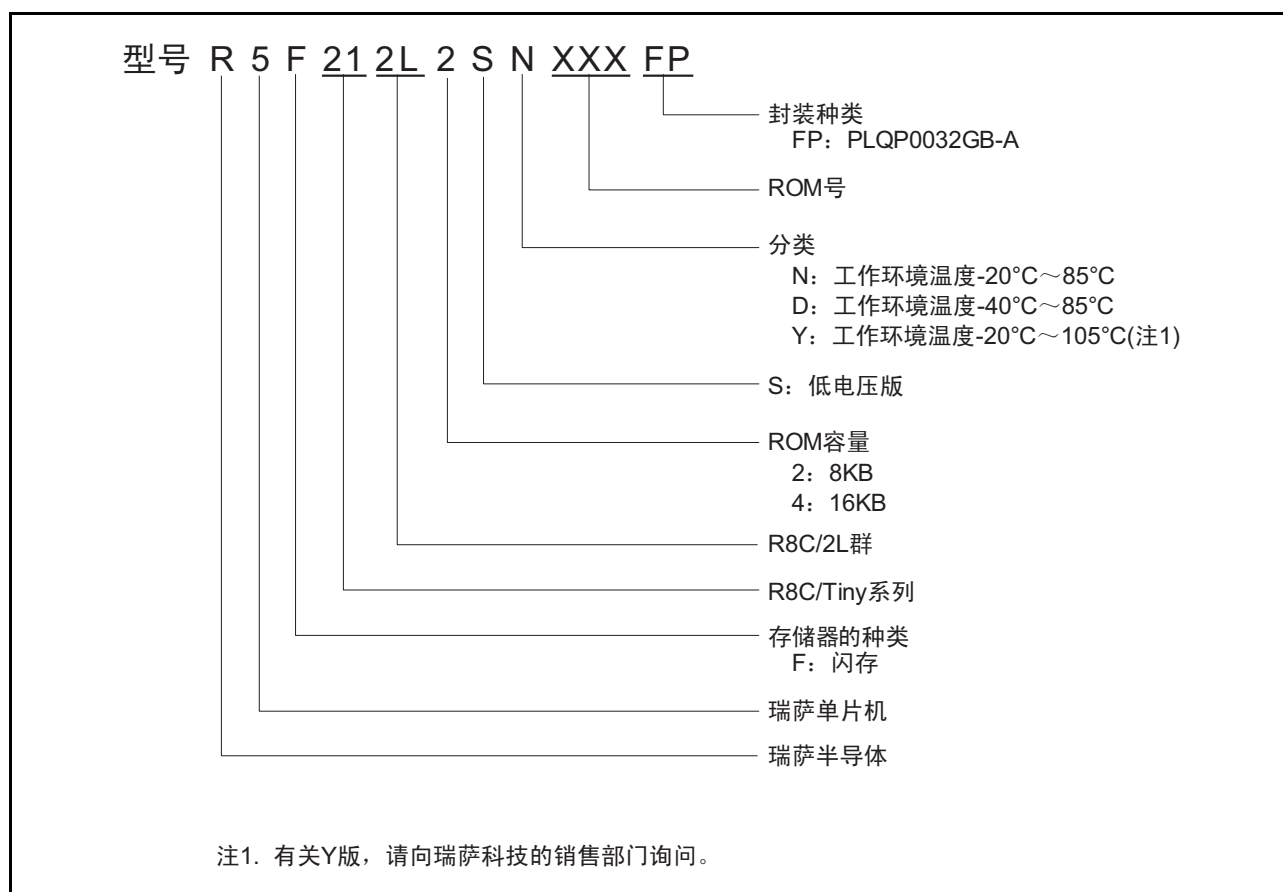 型号 R 5 F 21 2L 2 S N XXX FP
封装种类
FP：PLQP0032GB-A
ROM号
分类
N：工作环境温度-20°C～85°C
D：工作环境温度-40°C～85°C
Y：工作环境温度-20°C～105°C(注1)
S：低电压版
ROM容量
2：8KB
4：16KB
R8C/2L群
R8C/Tiny系列
存储器的种类
F：闪存
瑞萨单片机
瑞萨半导体
注1. 有关Y版，请向瑞萨科技的销售部门询问。